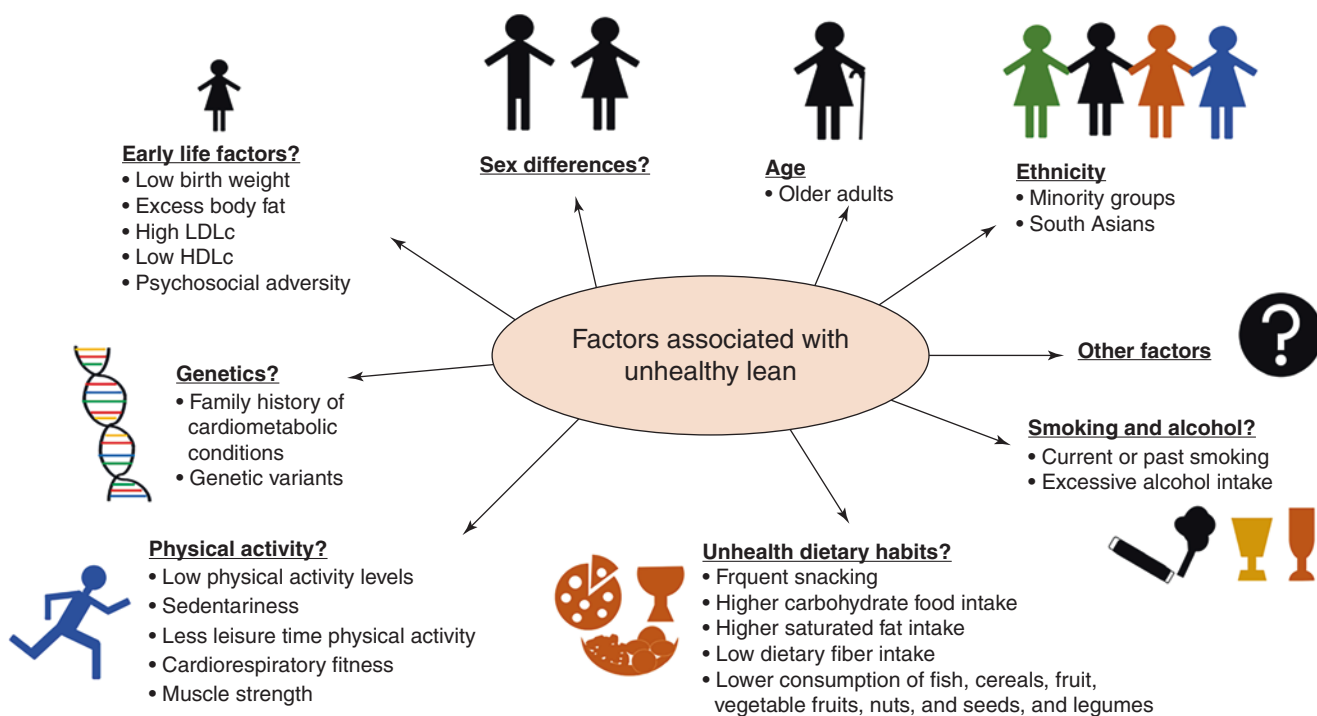 Early life factors?
• Low birth weight
• Excess body fat
• High LDLc
• Low HDLc
• Psychosocial adversity
Sex differences?
Age
• Older adults
Ethnicity
• Minority groups
• South Asians
Factors associated with
unhealthy lean
Other factors
?
Genetics?
• Family history of
cardiometabolic
conditions
• Genetic variants
Smoking and alcohol?
• Current or past smoking
• Excessive alcohol intake
Physical activity?
• Low physical activity levels
• Sedentariness
• Less leisure time physical activity
• Cardiorespiratory fitness
• Muscle strength
Unhealth dietary habits?
• Frquent snacking
• Higher carbohydrate food intake
• Higher saturated fat intake
• Low dietary fiber intake
• Lower consumption of fish, cereals, fruit,
vegetable fruits, nuts, and seeds, and legumes